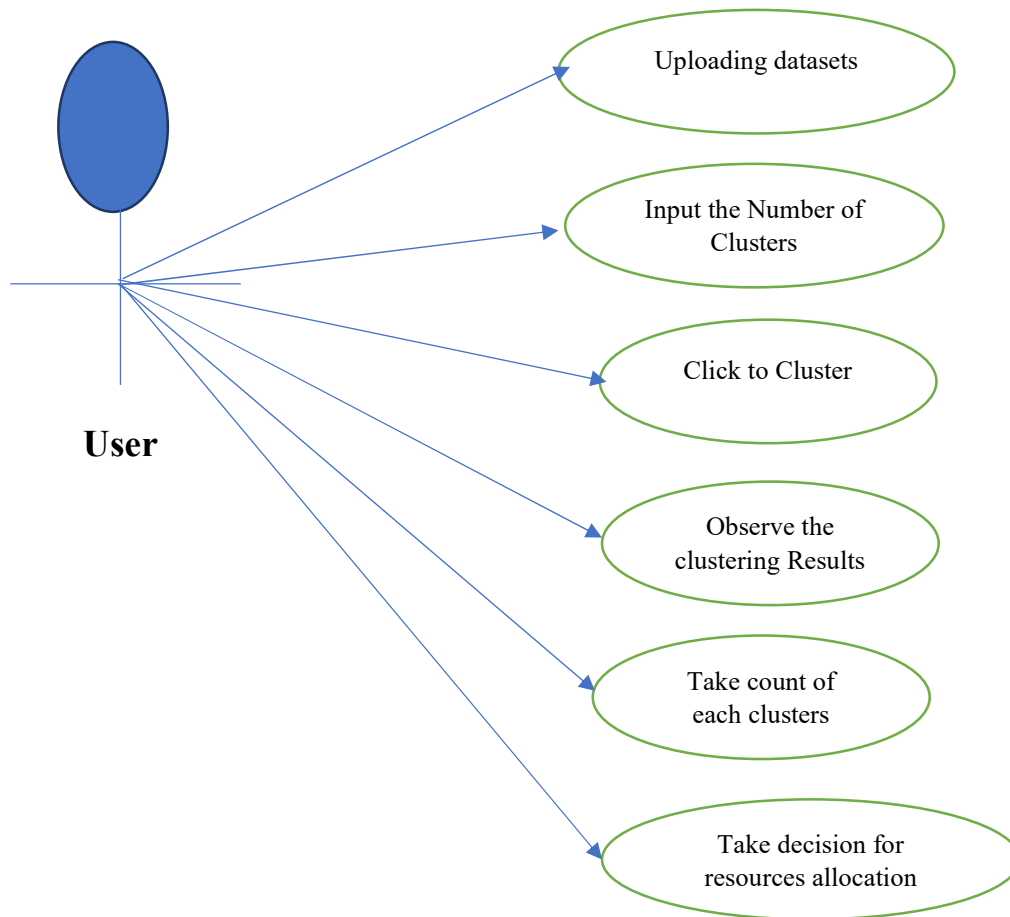 Uploading datasets
Input the Number of
Clusters
Click to Cluster
User
Observe the
clustering Results
Take count of
each clusters
Take decision for
resources allocation